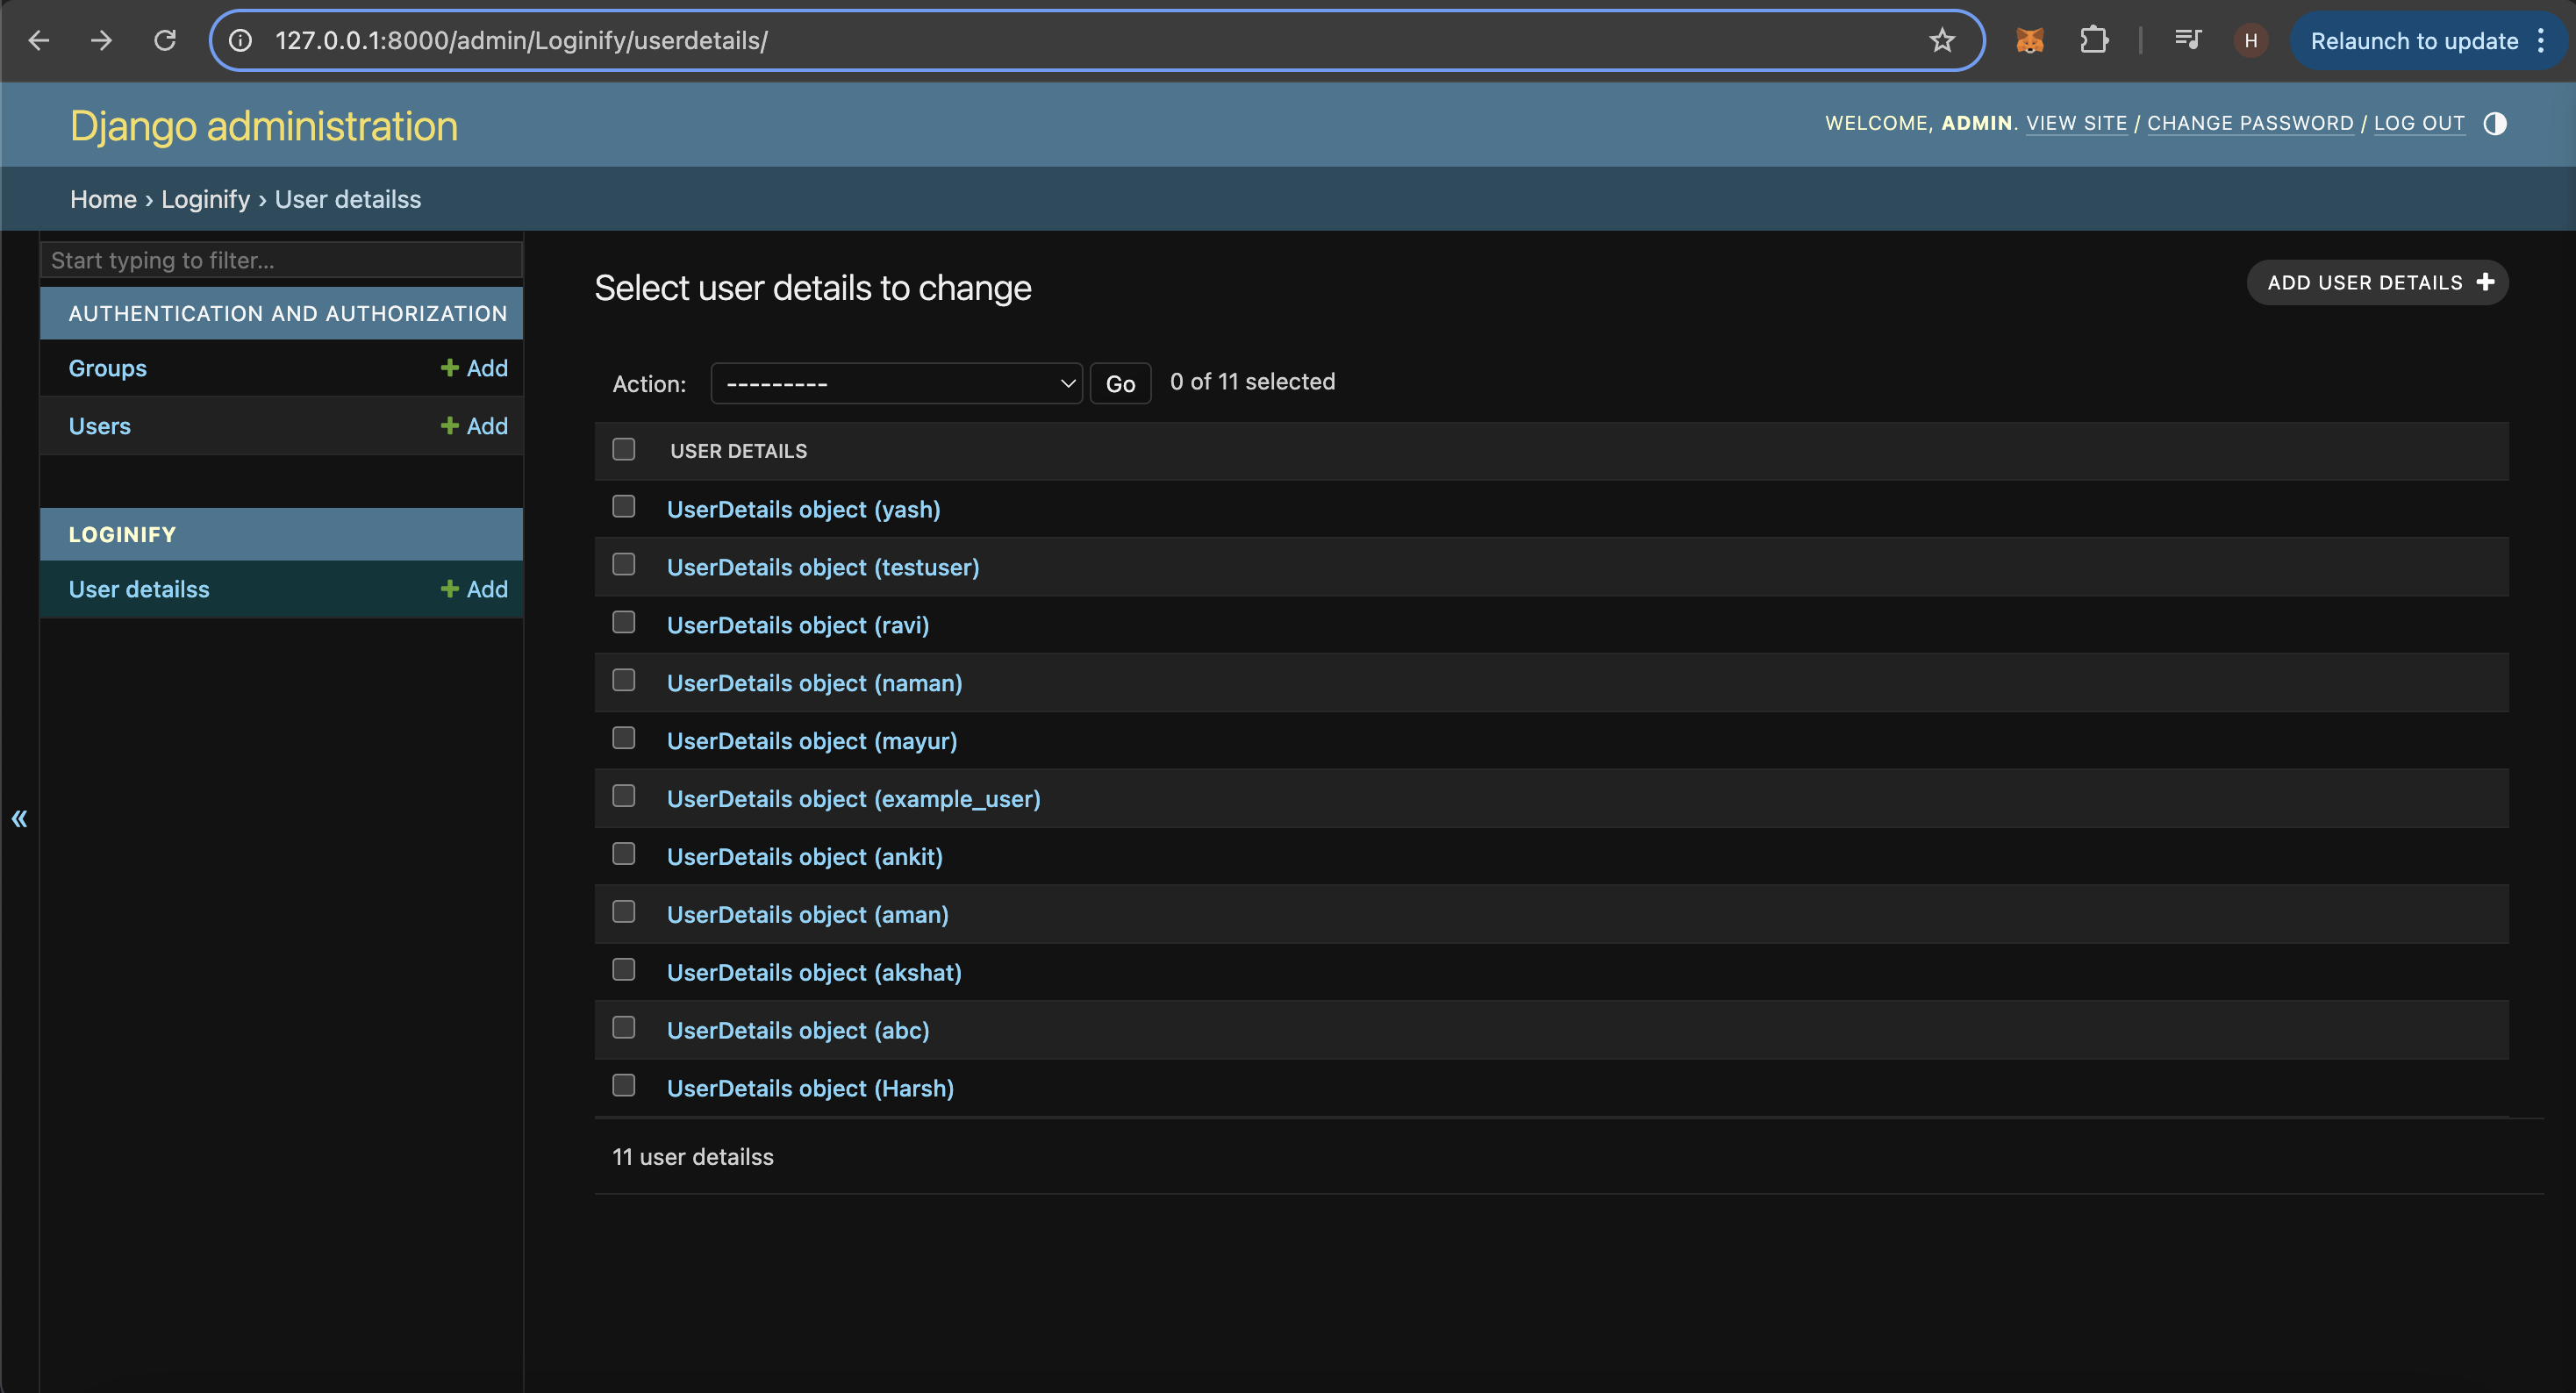 127.0.0.1:8000/admin/Loginify/userdetails/
H
Relaunch to update
Django administration
WELCOME, ADMIN. VIEW SITE / CHANGE PASSWORD / LOG OUT
Home › Loginify › User detailss
Start typing to filter...
AUTHENTICATION AND AUTHORIZATION
Groups + Add
Users + Add
LOGINIFY
User detailss + Add
«
Select user details to change
ADD USER DETAILS +
Action: --------- Go 0 of 11 selected
USER DETAILS
UserDetails object (yash)
UserDetails object (testuser)
UserDetails object (ravi)
UserDetails object (naman)
UserDetails object (mayur)
UserDetails object (example_user)
UserDetails object (ankit)
UserDetails object (aman)
UserDetails object (akshat)
UserDetails object (abc)
UserDetails object (Harsh)
11 user detailss